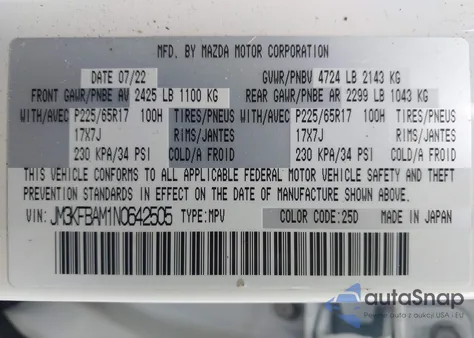 MFD. BY MAZDA MOTOR CORPORATION
DATE 07/22 GVWR/PNBV 4724 LB 2143 KG
FRONT GAWR/PNBE AV 2425 LB 1100 KG REAR GAWR/PNBE AR 2299 LB 1043 KG
WITH/AVEC P225/65R17 100H TIRES/PNEUS WITH/AVEC P225/65R17 100H TIRES/PNEUS
17X7J RIMS/JANTES 17X7J RIMS/JANTES
230 KPA/34 PSI COLD/A FROID 230 KPA/34 PSI COLD/A FROID
THIS VEHICLE CONFORMS TO ALL APPLICABLE FEDERAL MOTOR VEHICLE SAFETY AND THEFT
PREVENTION STANDARDS IN EFFECT ON THE DATE OF MANUFACTURE SHOWN ABOVE.
VIN: JM3KFBAM1N0642505 TYPE: MPV COLOR CODE: 25D MADE IN JAPAN
autoSnap
Pewne auto z aukcji USA i EU